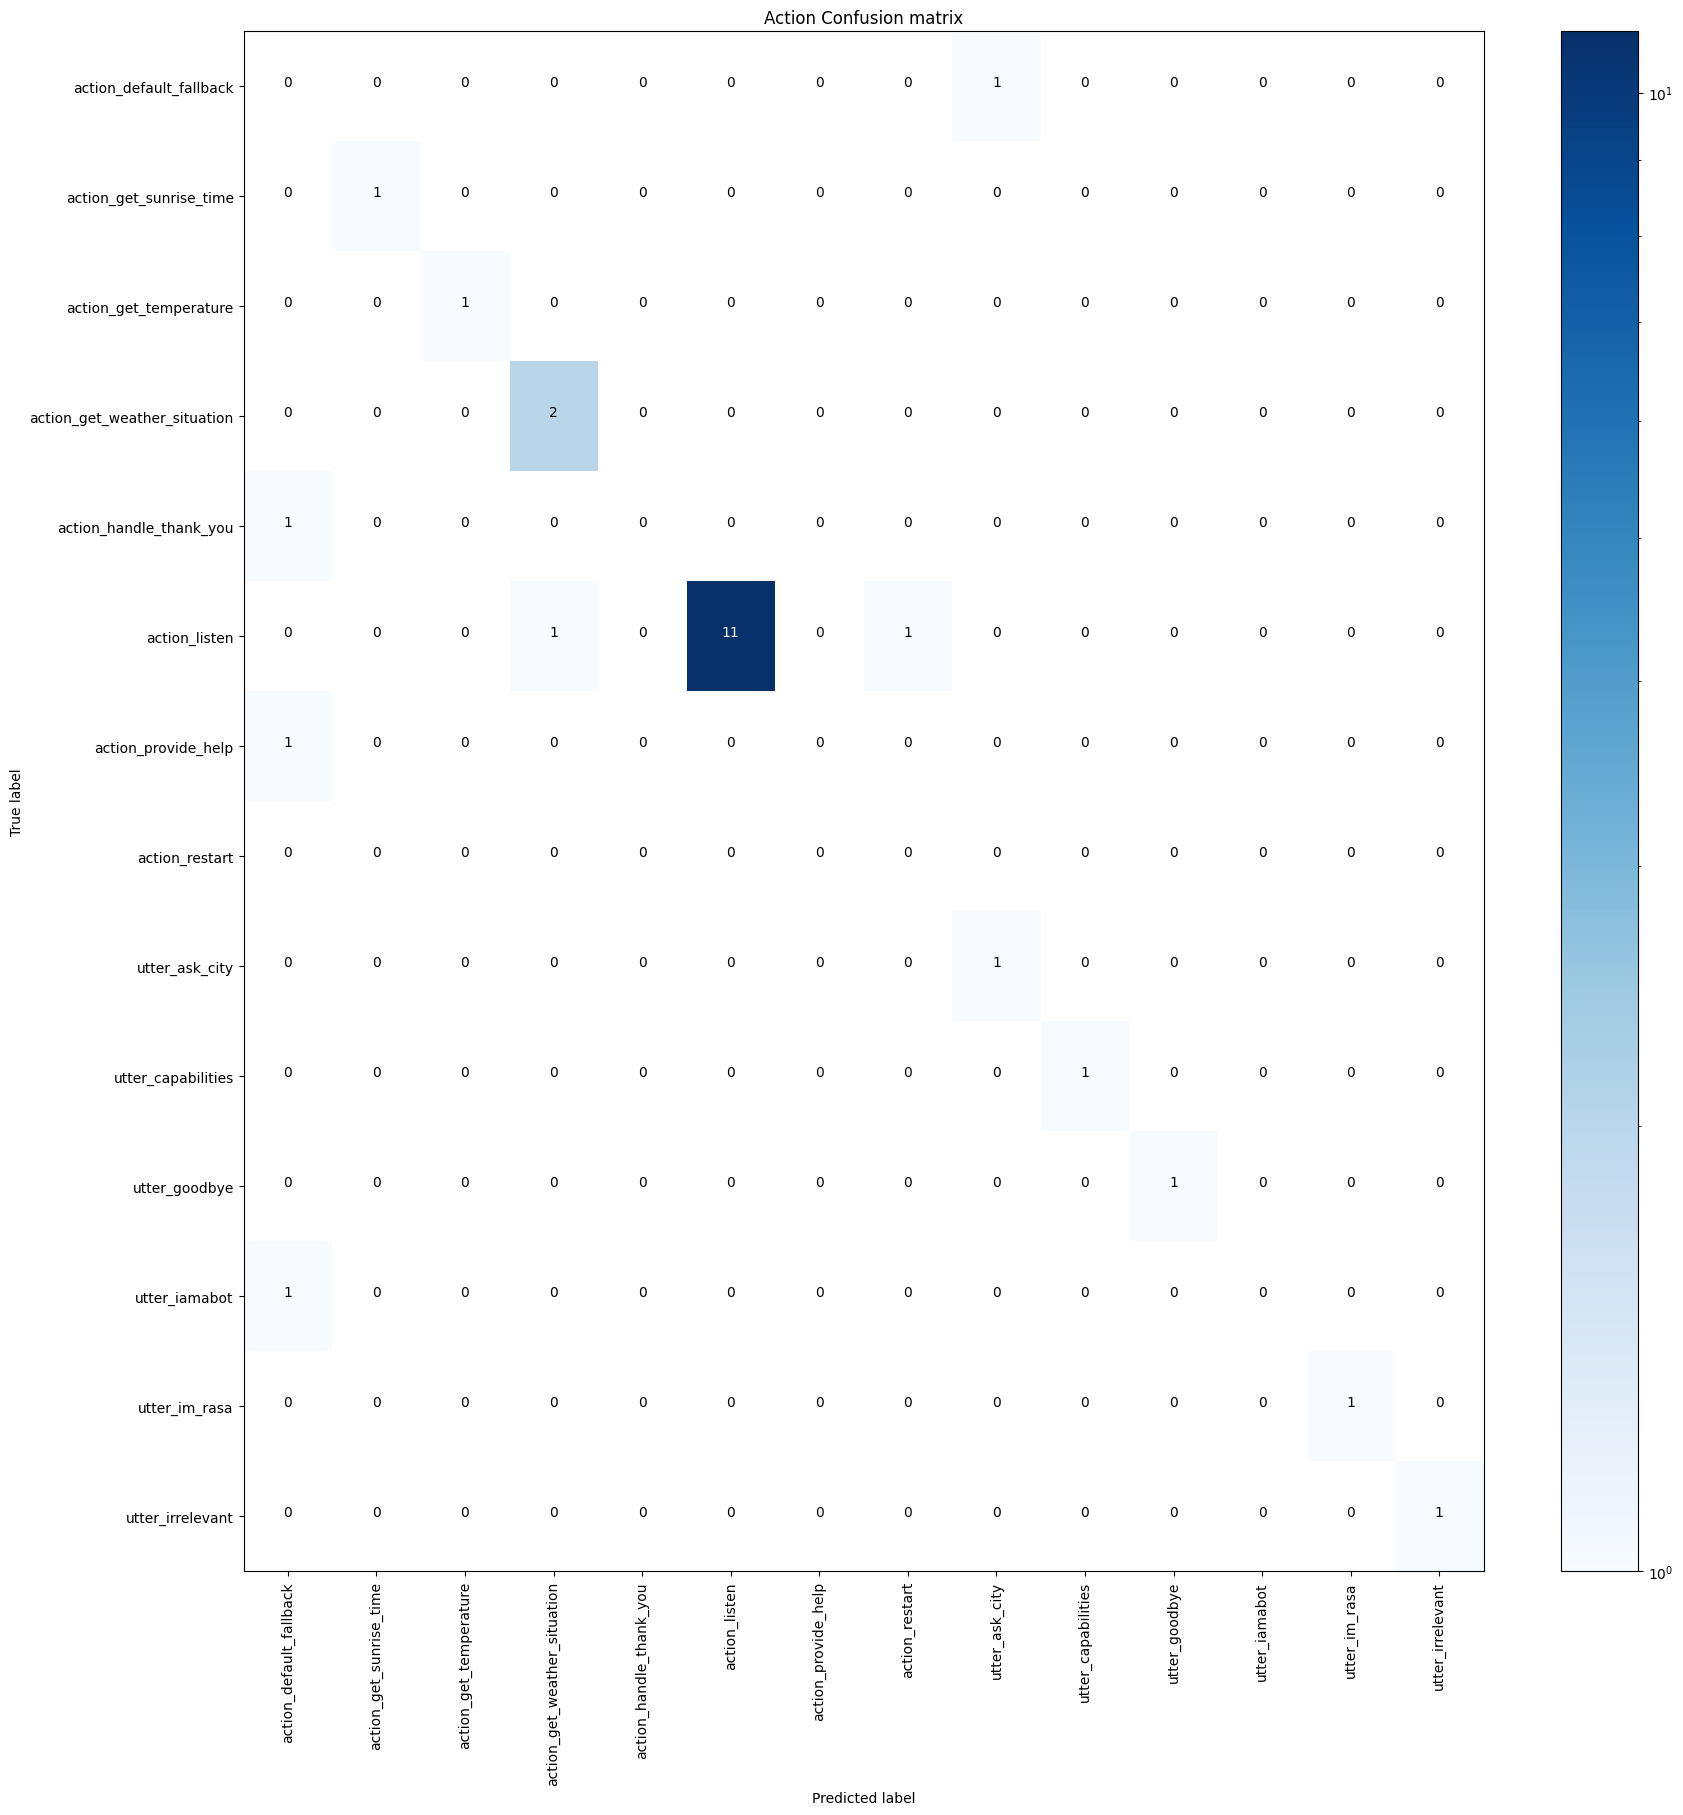 Action Confusion matrix
action_default_fallback 0 0 0 0 0 0 0 0 1 0 0 0 0 0
action_get_sunrise_time 0 1 0 0 0 0 0 0 0 0 0 0 0 0
action_get_temperature 0 0 1 0 0 0 0 0 0 0 0 0 0 0
action_get_weather_situation 0 0 0 2 0 0 0 0 0 0 0 0 0 0
action_handle_thank_you 1 0 0 0 0 0 0 0 0 0 0 0 0 0
action_listen 0 0 0 1 0 11 0 1 0 0 0 0 0 0
action_provide_help 1 0 0 0 0 0 0 0 0 0 0 0 0 0
action_restart 0 0 0 0 0 0 0 0 0 0 0 0 0 0
utter_ask_city 0 0 0 0 0 0 0 0 1 0 0 0 0 0
utter_capabilities 0 0 0 0 0 0 0 0 0 1 0 0 0 0
utter_goodbye 0 0 0 0 0 0 0 0 0 0 1 0 0 0
utter_iamabot 1 0 0 0 0 0 0 0 0 0 0 0 0 0
utter_im_rasa 0 0 0 0 0 0 0 0 0 0 0 0 1 0
utter_irrelevant 0 0 0 0 0 0 0 0 0 0 0 0 0 1
True label
action_default_fallback
action_get_sunrise_time
action_get_temperature
action_get_weather_situation
action_handle_thank_you
action_listen
action_provide_help
action_restart
utter_ask_city
utter_capabilities
utter_goodbye
utter_iamabot
utter_im_rasa
utter_irrelevant
Predicted label
10¹
10⁰